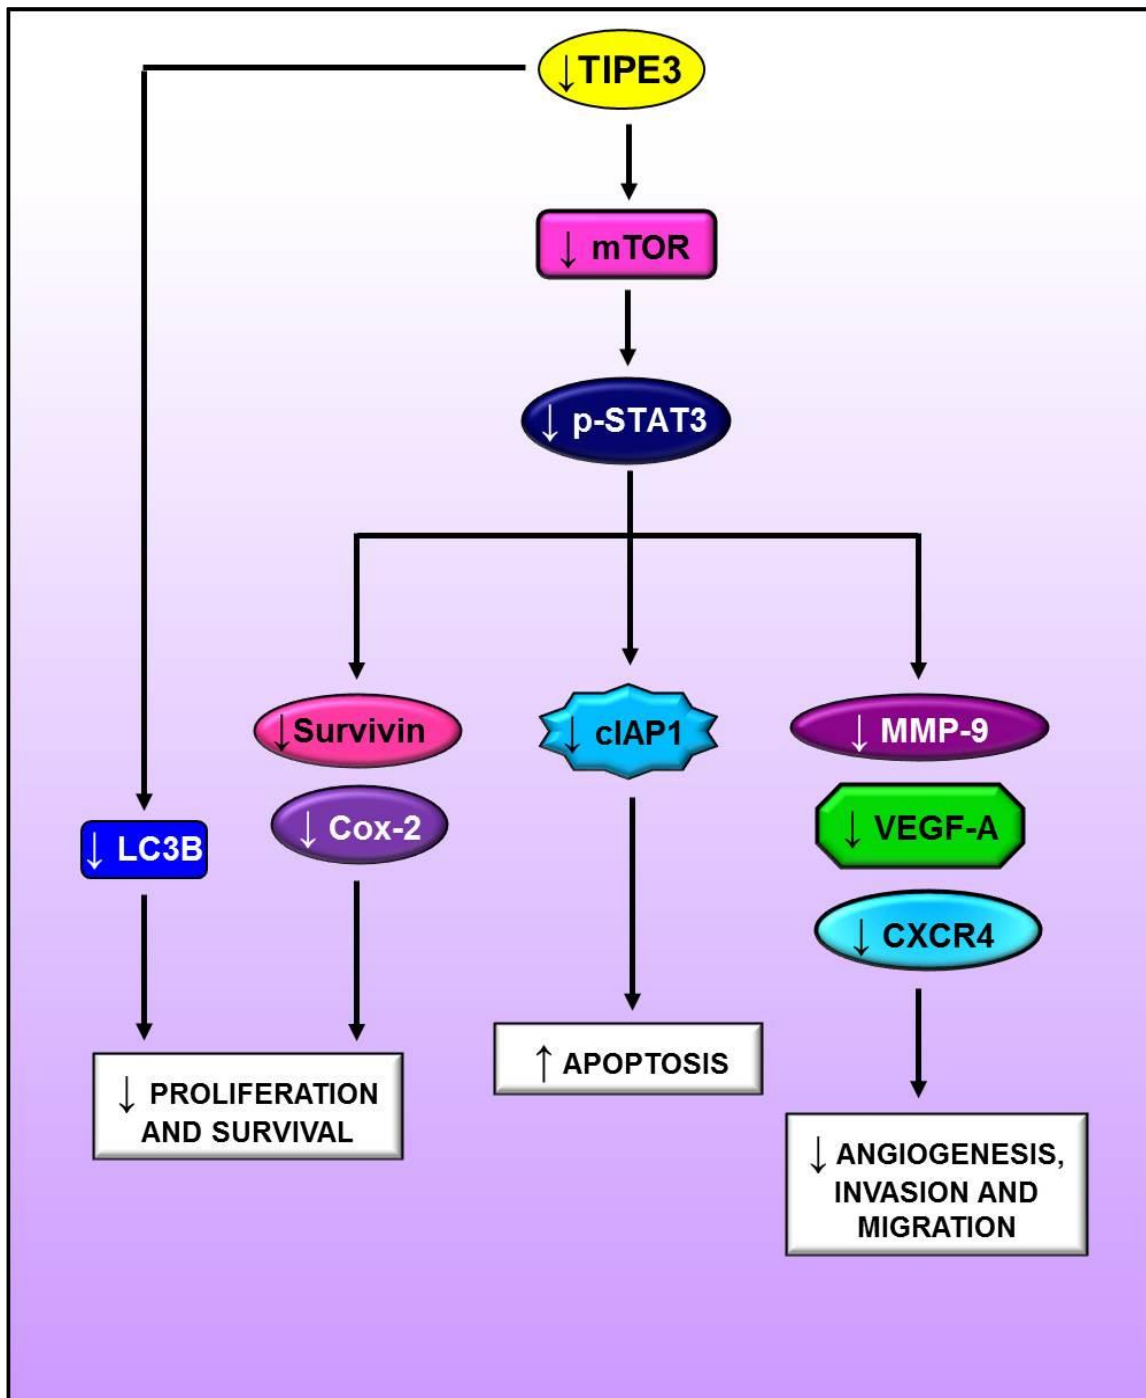 ↓TIPE3
↓ mTOR
↓ p-STAT3
↓Survivin
↓ cIAP1
↓ MMP-9
↓ Cox-2
↓ VEGF-A
↓ LC3B
↓ CXCR4
↓ PROLIFERATION
AND SURVIVAL
↑ APOPTOSIS
↓ ANGIOGENESIS,
INVASION AND
MIGRATION